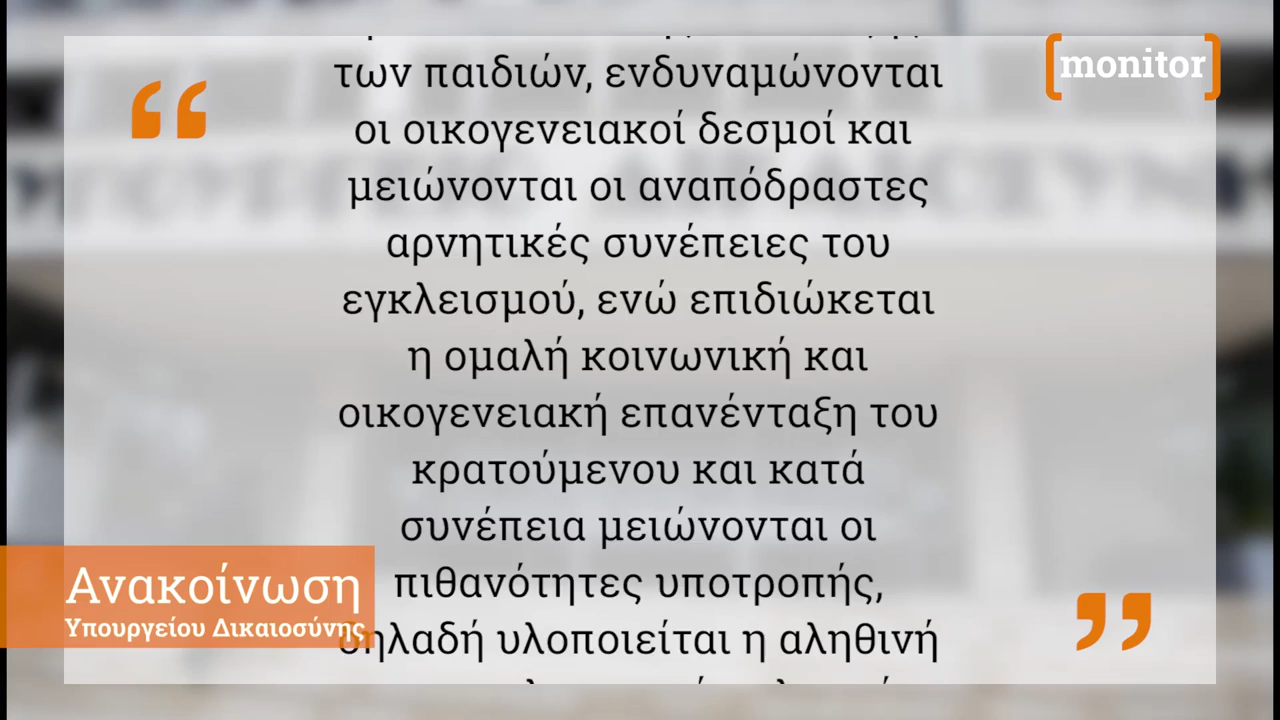 [monitor]
“
των παιδιών, ενδυναμώνονται
οι οικογενειακοί δεσμοί και
μειώνονται οι αναπόδραστες
αρνητικές συνέπειες του
εγκλεισμού, ενώ επιδιώκεται
η ομαλή κοινωνική και
οικογενειακή επανένταξη του
κρατούμενου και κατά
συνέπεια μειώνονται οι
πιθανότητες υποτροπής,
δηλαδή υλοποιείται η αληθινή
”
Ανακοίνωση
Υπουργείου Δικαιοσύνης